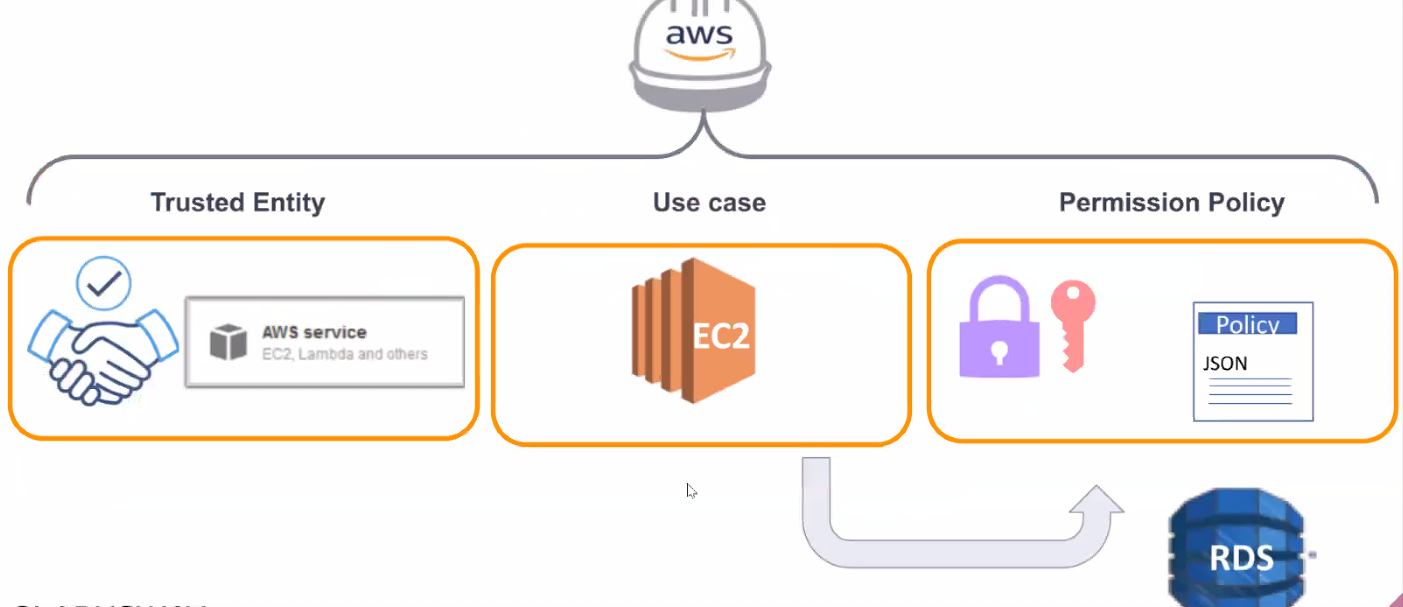 aws
Trusted Entity
Use case
Permission Policy
AWS service
EC2, Lambda and others
EC2
Policy
JSON
RDS